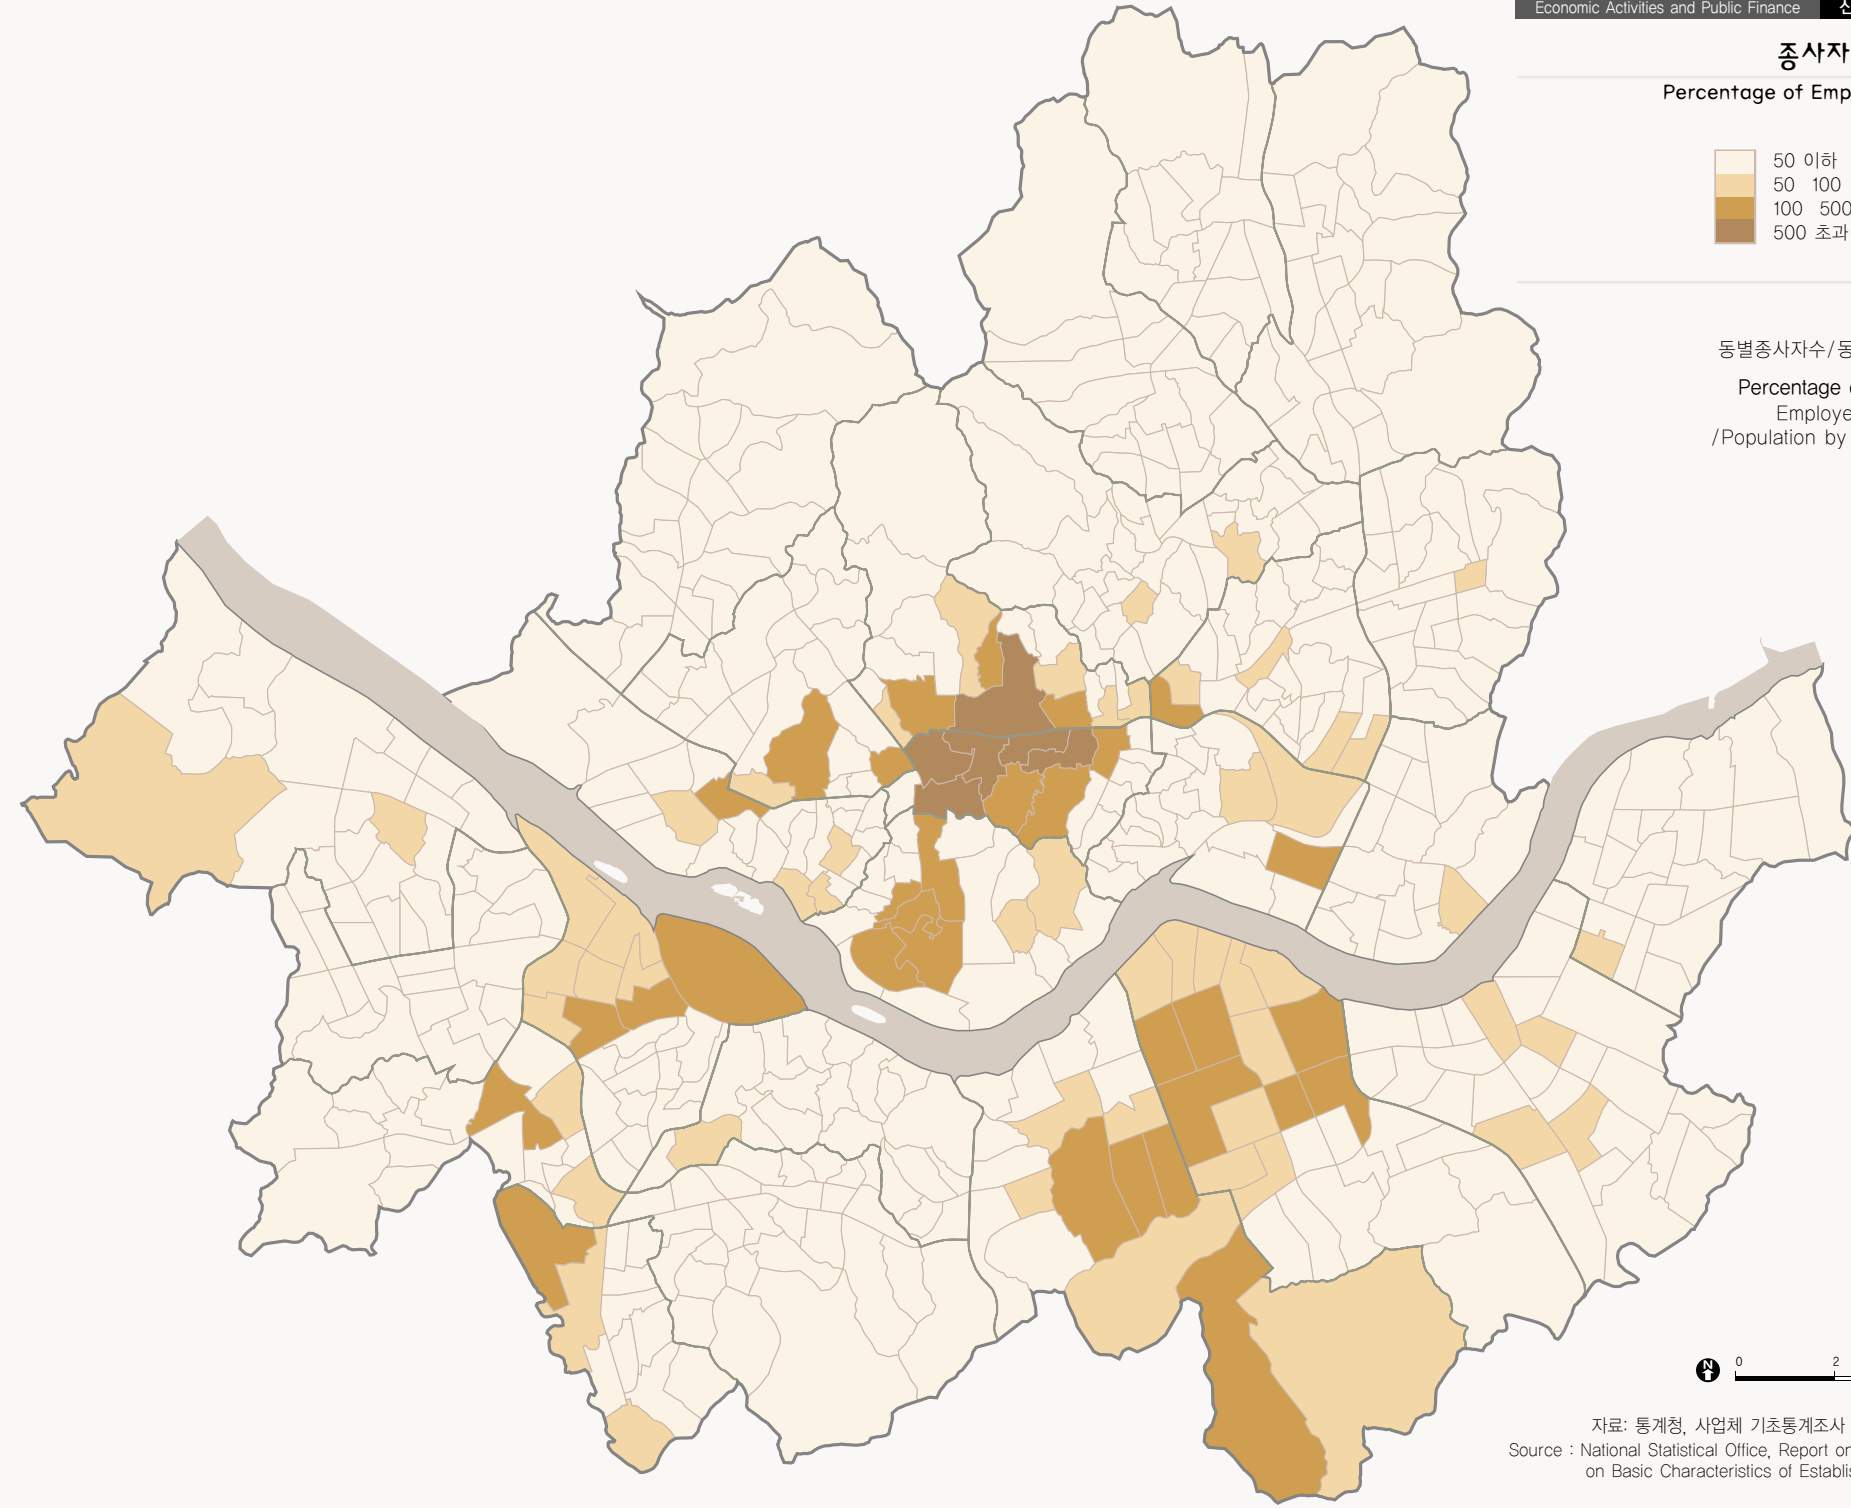 Economic Activities and Public Finance
종사자
Percentage of Emp
50 이하
50 100
100 500
500 초과
동별종사자수/동
Percentage
Employe
/Population by
N
0 2
자료: 통계청, 사업체 기초통계조사
Source : National Statistical Office, Report on
on Basic Characteristics of Establis